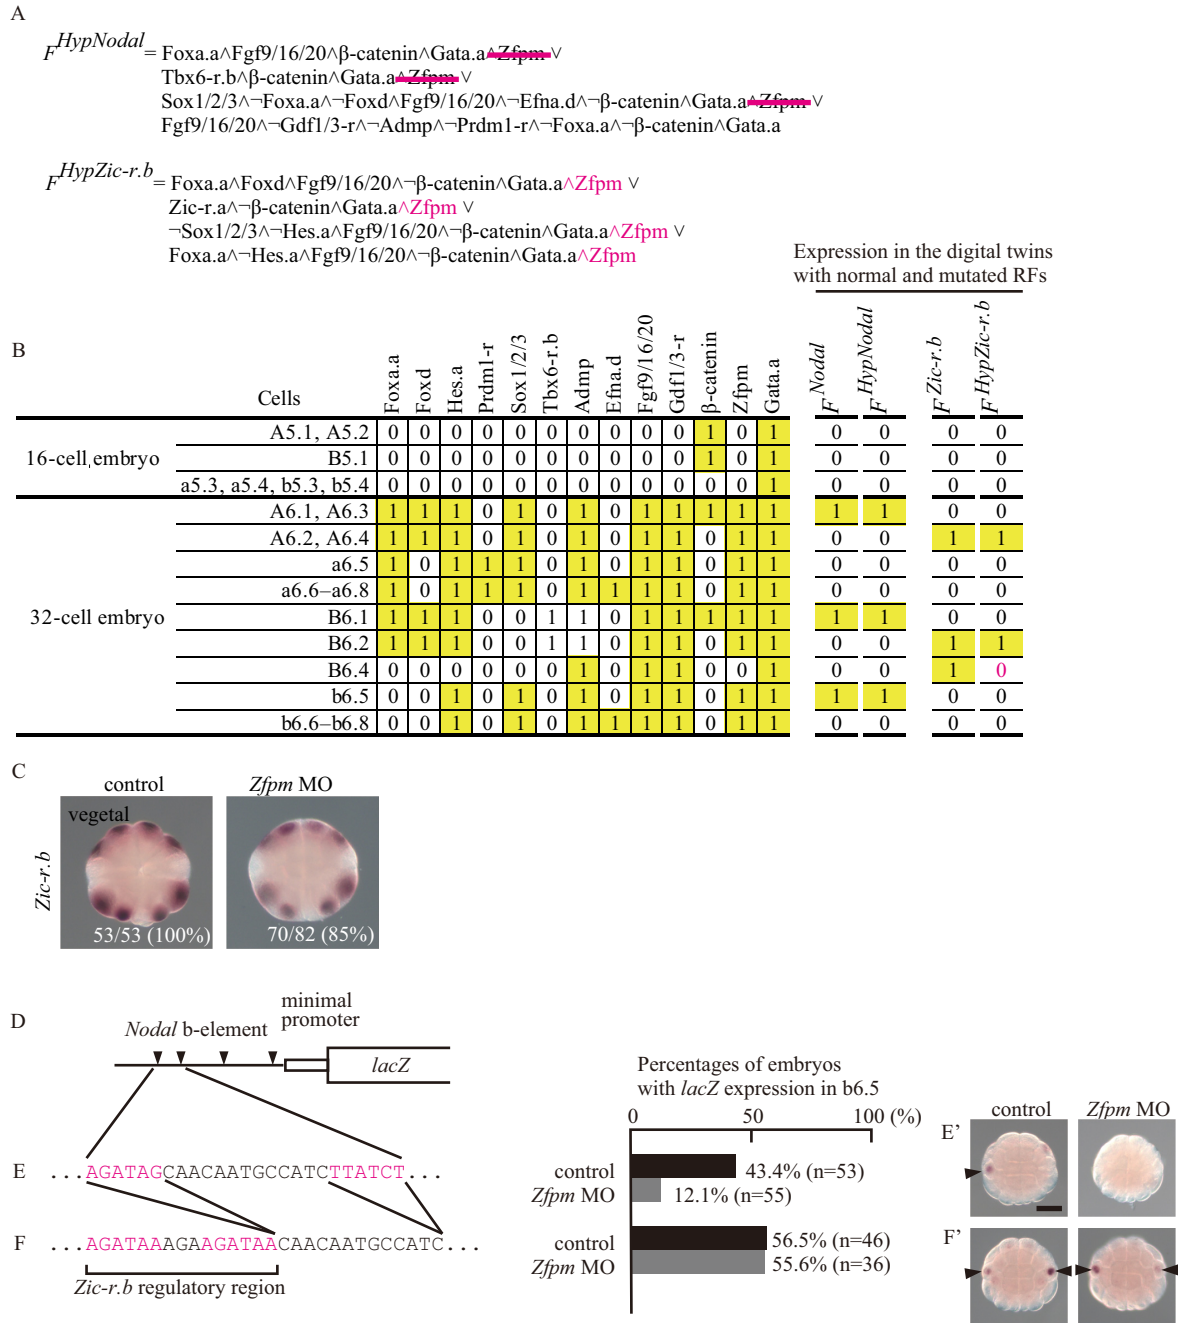 A
F^HypNodal = Foxa.a∧Fgf9/16/20∧β-catenin∧Gata.a∧Zfpm ∨
Tbx6-r.b∧β-catenin∧Gata.a∧Zfpm ∨
Sox1/2/3∧¬Foxa.a∧¬Foxd∧Fgf9/16/20∧¬Efna.d∧¬β-catenin∧Gata.a∧Zfpm ∨
Fgf9/16/20∧¬Gdf1/3-r∧¬Admp∧¬Prdm1-r∧¬Foxa.a∧¬β-catenin∧Gata.a
F^HypZic-r.b = Foxa.a∧Foxd∧Fgf9/16/20∧¬β-catenin∧Gata.a∧Zfpm ∨
Zic-r.a∧¬β-catenin∧Gata.a∧Zfpm ∨
¬Sox1/2/3∧¬Hes.a∧Fgf9/16/20∧¬β-catenin∧Gata.a∧Zfpm ∨
Foxa.a∧¬Hes.a∧Fgf9/16/20∧¬β-catenin∧Gata.a∧Zfpm
Expression in the digital twins
with normal and mutated RFs
B
Cells Foxa.a Foxd Hes.a Prdm1-r Sox1/2/3 Tbx6-r.b Admp Efna.d Fgf9/16/20 Gdf1/3-r β-catenin Zfpm Gata.a F^Nodal F^HypNodal F^Zic-r.b F^HypZic-r.b
16-cell embryo
A5.1, A5.2 0 0 0 0 0 0 0 0 0 0 1 0 1 0 0 0 0
B5.1 0 0 0 0 0 0 0 0 0 0 1 0 1 0 0 0 0
a5.3, a5.4, b5.3, b5.4 0 0 0 0 0 0 0 0 0 0 0 0 1 0 0 0 0
32-cell embryo
A6.1, A6.3 1 1 1 0 1 0 1 0 1 1 1 1 1 1 1 0 0
A6.2, A6.4 1 1 1 0 1 0 1 0 1 1 0 1 1 0 0 1 1
a6.5 1 0 1 1 1 0 1 0 1 1 0 1 1 0 0 0 0
a6.6–a6.8 1 0 1 1 1 0 1 1 1 1 0 1 1 0 0 0 0
B6.1 1 1 1 0 0 1 1 0 1 1 1 1 1 1 1 0 0
B6.2 1 1 1 0 0 1 1 0 1 1 0 1 1 0 0 1 1
B6.4 0 0 0 0 0 0 1 0 1 1 0 0 1 0 0 1 0
b6.5 0 0 1 0 1 0 1 0 1 1 0 1 1 1 1 0 0
b6.6–b6.8 0 0 1 0 1 0 1 1 1 1 0 1 1 0 0 0 0
C
control Zfpm MO
vegetal
Zic-r.b
53/53 (100%) 70/82 (85%)
D
Nodal b-element
minimal
promoter
lacZ
E ...AGATAGCAACAATGCCATCTTATCT...
F ...AGATAAAGAAGATAACAACAATGCCATC...
Zic-r.b regulatory region
Percentages of embryos
with lacZ expression in b6.5
0 50 100 (%)
control 43.4% (n=53)
Zfpm MO 12.1% (n=55)
control 56.5% (n=46)
Zfpm MO 55.6% (n=36)
control Zfpm MO
E’
F’